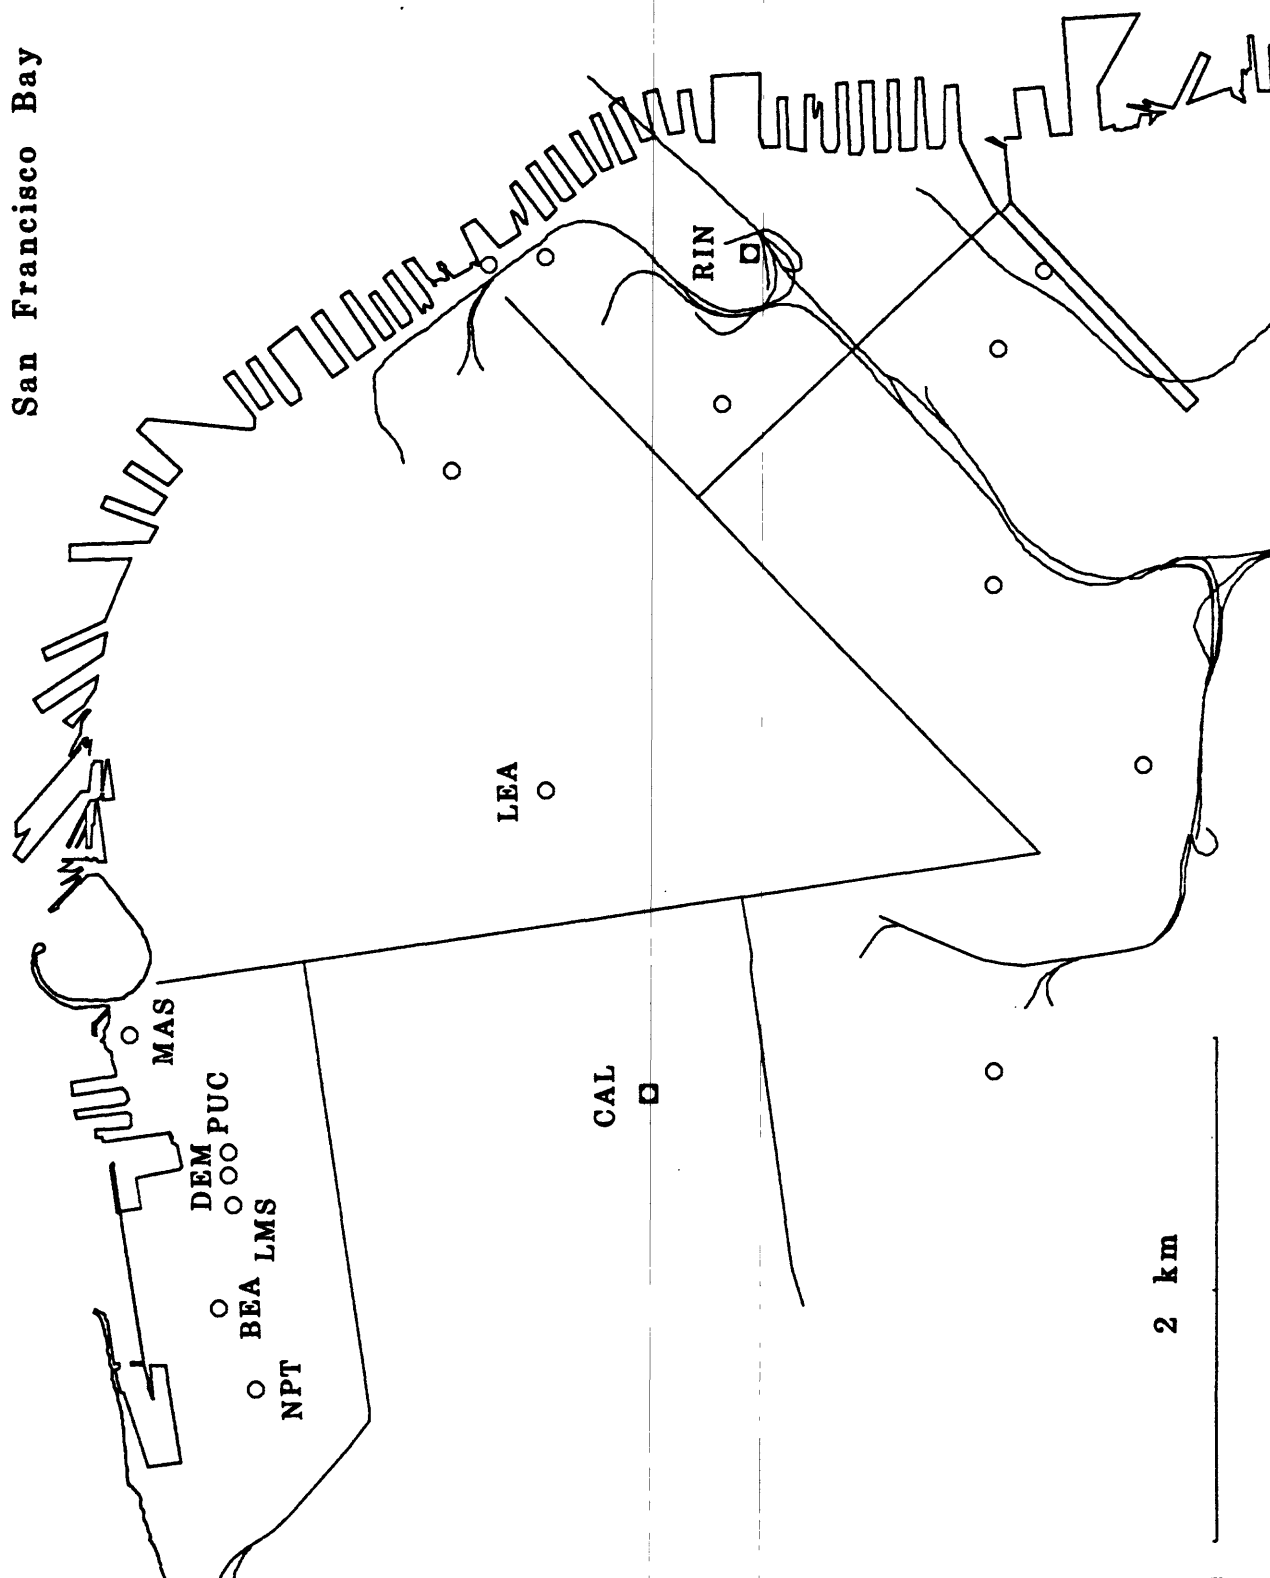 San Francisco Bay
RIN
LEA
MAS
CAL
PUC
DEM
LMS
BEA
NPT
2 km